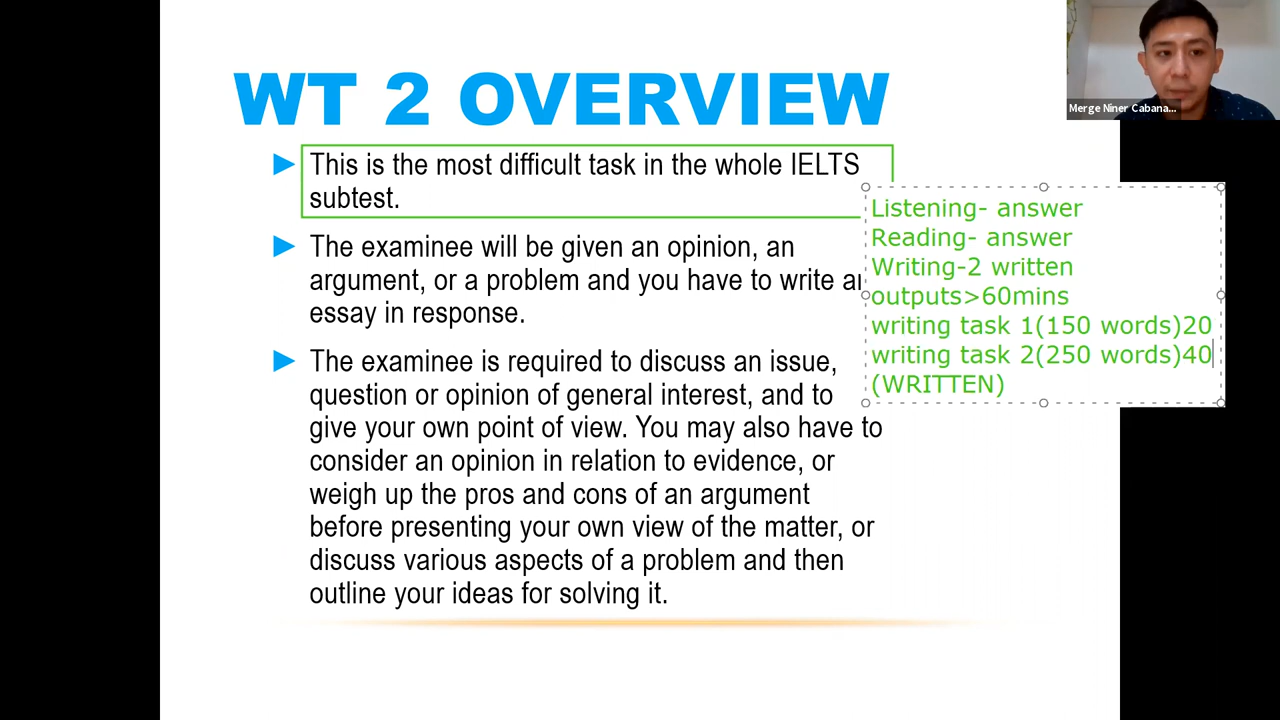 WT 2 OVERVIEW
This is the most difficult task in the whole IELTS
subtest.
The examinee will be given an opinion, an
argument, or a problem and you have to write an
essay in response.
The examinee is required to discuss an issue,
question or opinion of general interest, and to
give your own point of view. You may also have to
consider an opinion in relation to evidence, or
weigh up the pros and cons of an argument
before presenting your own view of the matter, or
discuss various aspects of a problem and then
outline your ideas for solving it.
Listening- answer
Reading- answer
Writing-2 written
outputs>60mins
writing task 1(150 words)20
writing task 2(250 words)40
(WRITTEN)
Merge Niner Cabana...